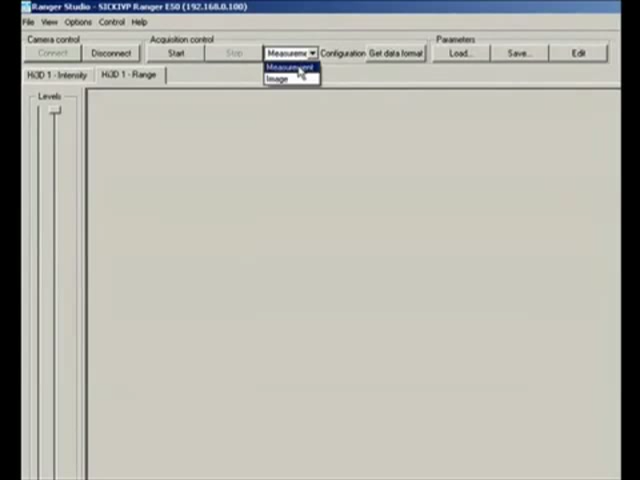 Ranger Studio - SICKIVP Ranger E50 (192.168.0.100)
File View Options Control Help
Camera control Acquisition control Parameters
Connect Disconnect Start Stop Measureme Configuration Get data format Load... Save... Edit
Measurement
Image
Hi3D 1 - Intensity Hi3D 1 - Range
Levels